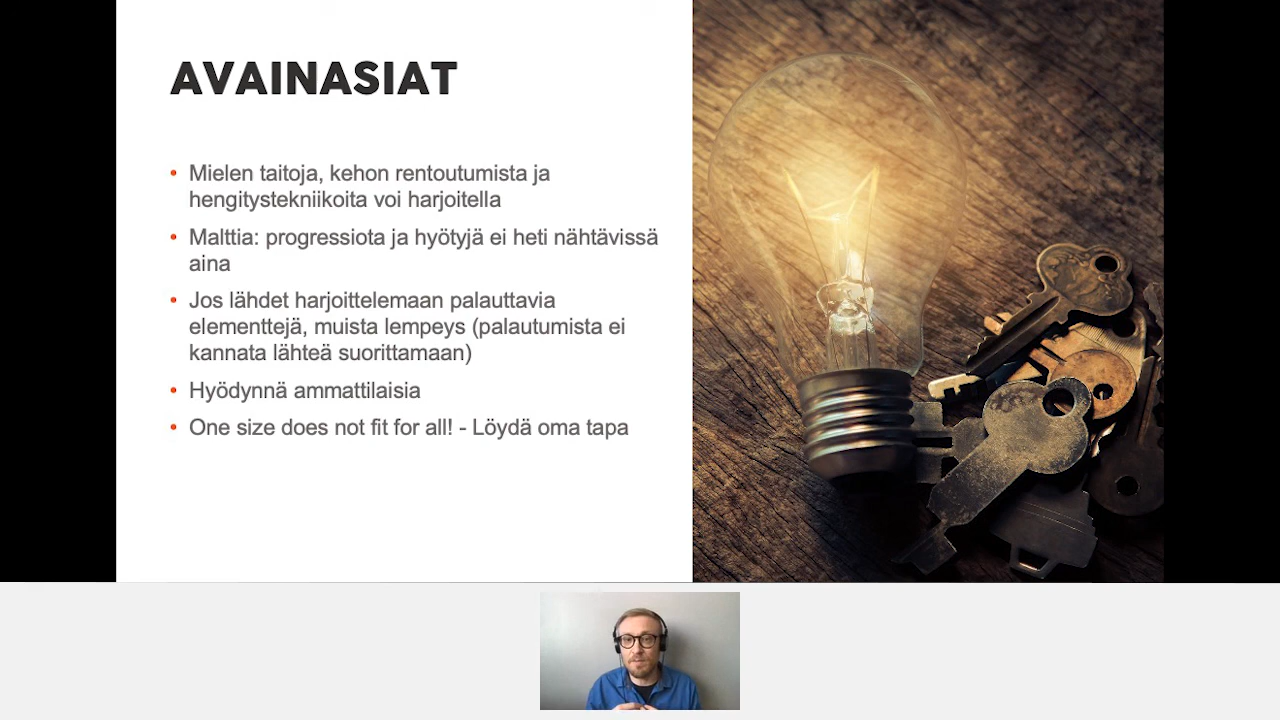 AVAINASIAT
• Mielen taitoja, kehon rentoutumista ja
hengitystekniikoita voi harjoitella
• Malttia: progressiota ja hyötyjä ei heti nähtävissä
aina
• Jos lähdet harjoittelemaan palauttavia
elementtejä, muista lempeys (palautumista ei
kannata lähteä suorittamaan)
• Hyödynnä ammattilaisia
• One size does not fit for all! - Löydä oma tapa